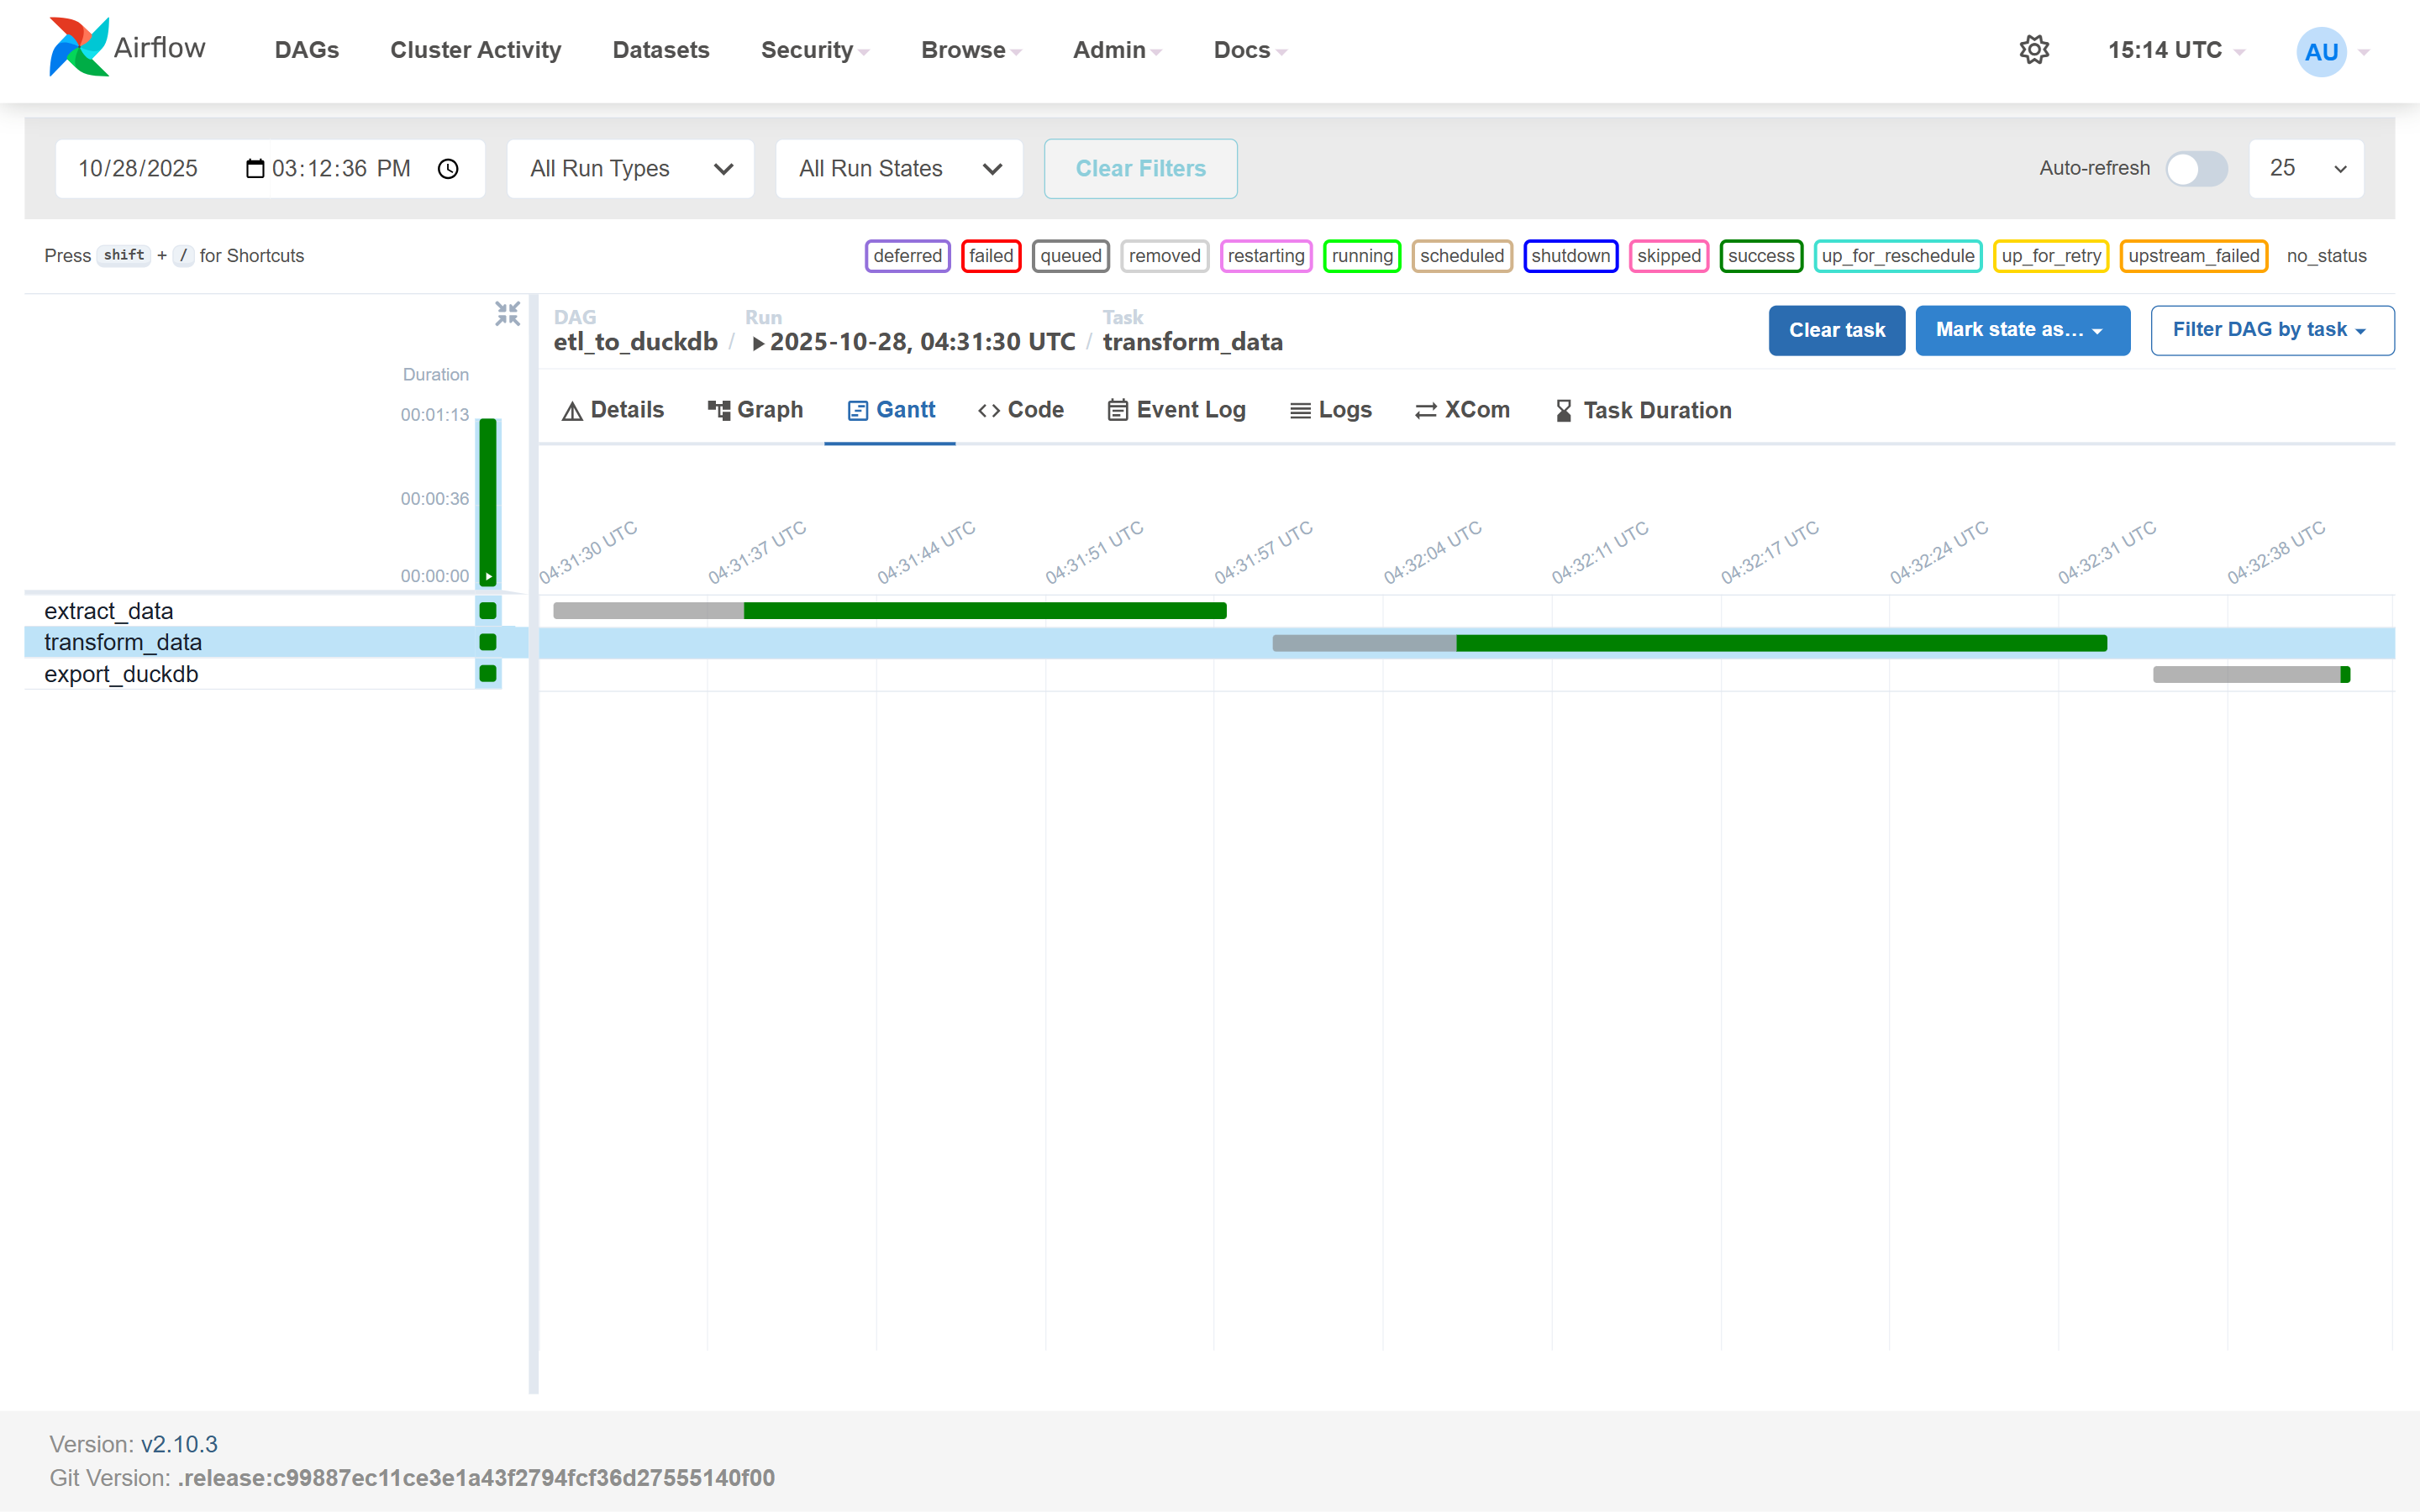 Airflow DAGs Cluster Activity Datasets Security Browse Admin Docs 15:14 UTC AU
10/28/2025 03:12:36 PM All Run Types All Run States Clear Filters Auto-refresh 25
Press shift + / for Shortcuts deferred failed queued removed restarting running scheduled shutdown skipped success up_for_reschedule up_for_retry upstream_failed no_status
DAG Run Task
etl_to_duckdb / 2025-10-28, 04:31:30 UTC / transform_data
Clear task Mark state as… Filter DAG by task
Details Graph Gantt Code Event Log Logs XCom Task Duration
Duration
00:01:13
00:00:36
00:00:00
04:31:30 UTC 04:31:37 UTC 04:31:44 UTC 04:31:51 UTC 04:31:57 UTC 04:32:04 UTC 04:32:11 UTC 04:32:17 UTC 04:32:24 UTC 04:32:31 UTC 04:32:38 UTC
extract_data
transform_data
export_duckdb
Version: v2.10.3
Git Version: .release:c99887ec11ce3e1a43f2794fcf36d27555140f00